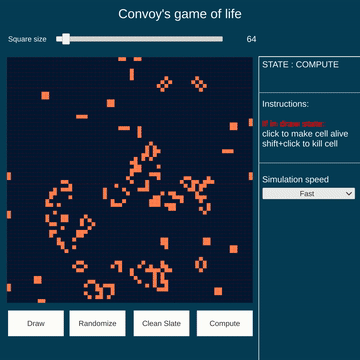 Convoy's game of life
Square size
64
STATE : COMPUTE
Instructions:
If in draw state:
click to make cell alive
shift+click to kill cell
Simulation speed
Fast
Draw
Randomize
Clean Slate
Compute